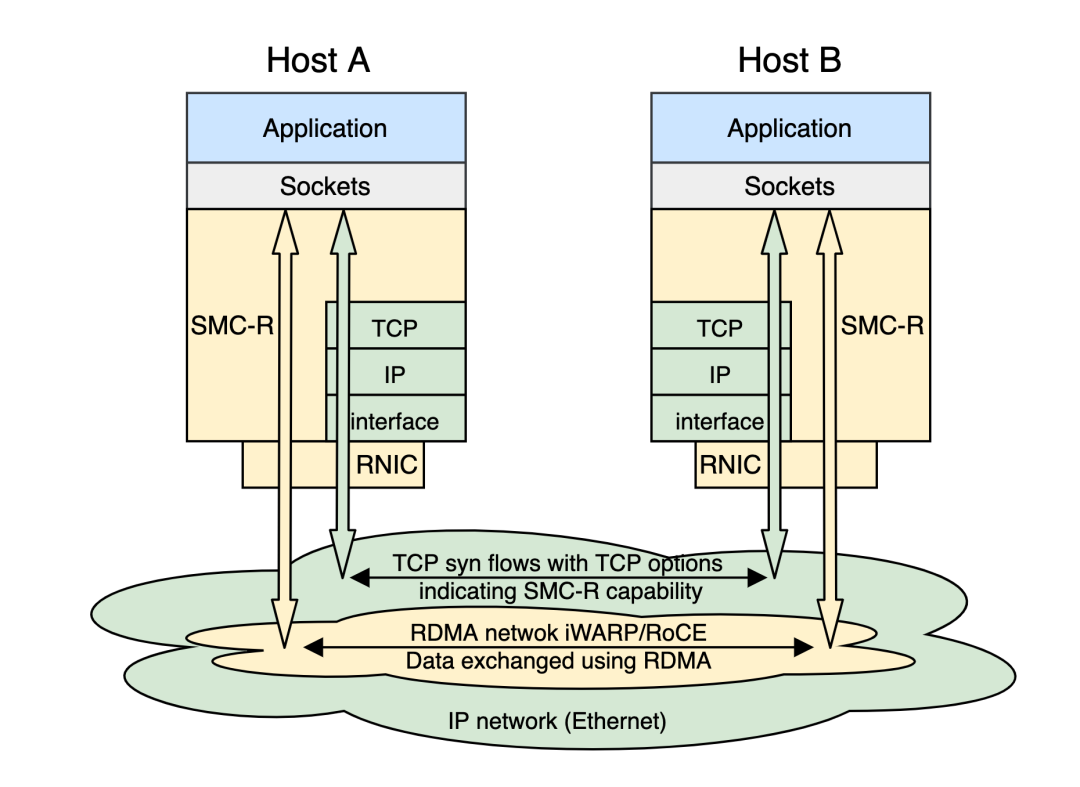 Host A
Host B
Application
Application
Sockets
Sockets
SMC-R
TCP
TCP
SMC-R
IP
IP
interface
interface
RNIC
RNIC
TCP syn flows with TCP options
indicating SMC-R capability
RDMA netwok iWARP/RoCE
Data exchanged using RDMA
IP network (Ethernet)